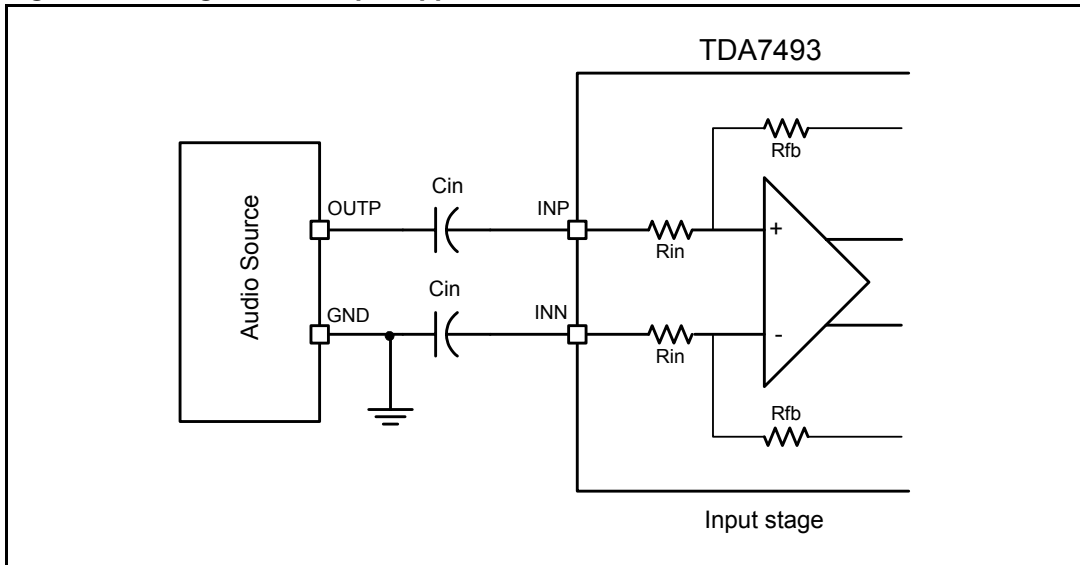 TDA7493
Rfb
Cin
OUTP
INP
+
Rin
Audio Source
Cin
GND
INN
-
Rin
Rfb
Input stage